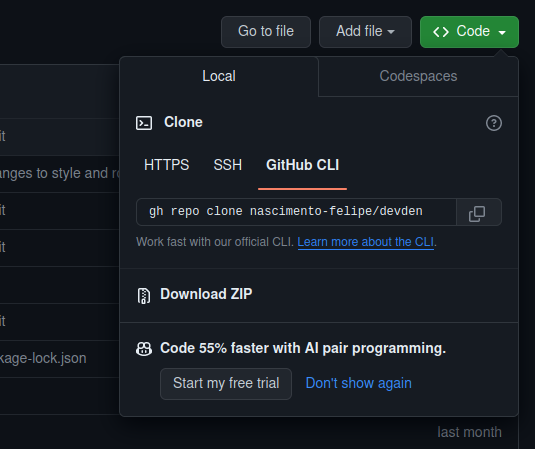 Go to file
Add file
Code
Local
Codespaces
Clone
HTTPS
SSH
GitHub CLI
gh repo clone nascimento-felipe/devden
Work fast with our official CLI. Learn more about the CLI.
Download ZIP
Code 55% faster with AI pair programming.
Start my free trial
Don't show again
it
anges to style and ro
it
it
it
kage-lock.json
last month